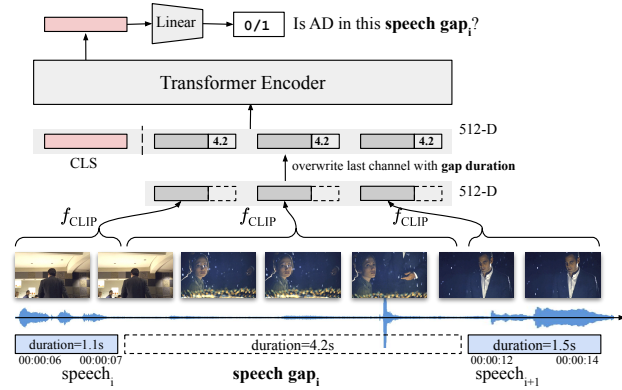 Linear
0/1
Is AD in this speech gap_i?
Transformer Encoder
4.2
4.2
4.2
512-D
CLS
overwrite last channel with gap duration
512-D
f_CLIP
f_CLIP
f_CLIP
duration=1.1s
duration=4.2s
duration=1.5s
00:00:06
00:00:07
00:00:12
00:00:14
speech_i
speech gap_i
speech_i+1